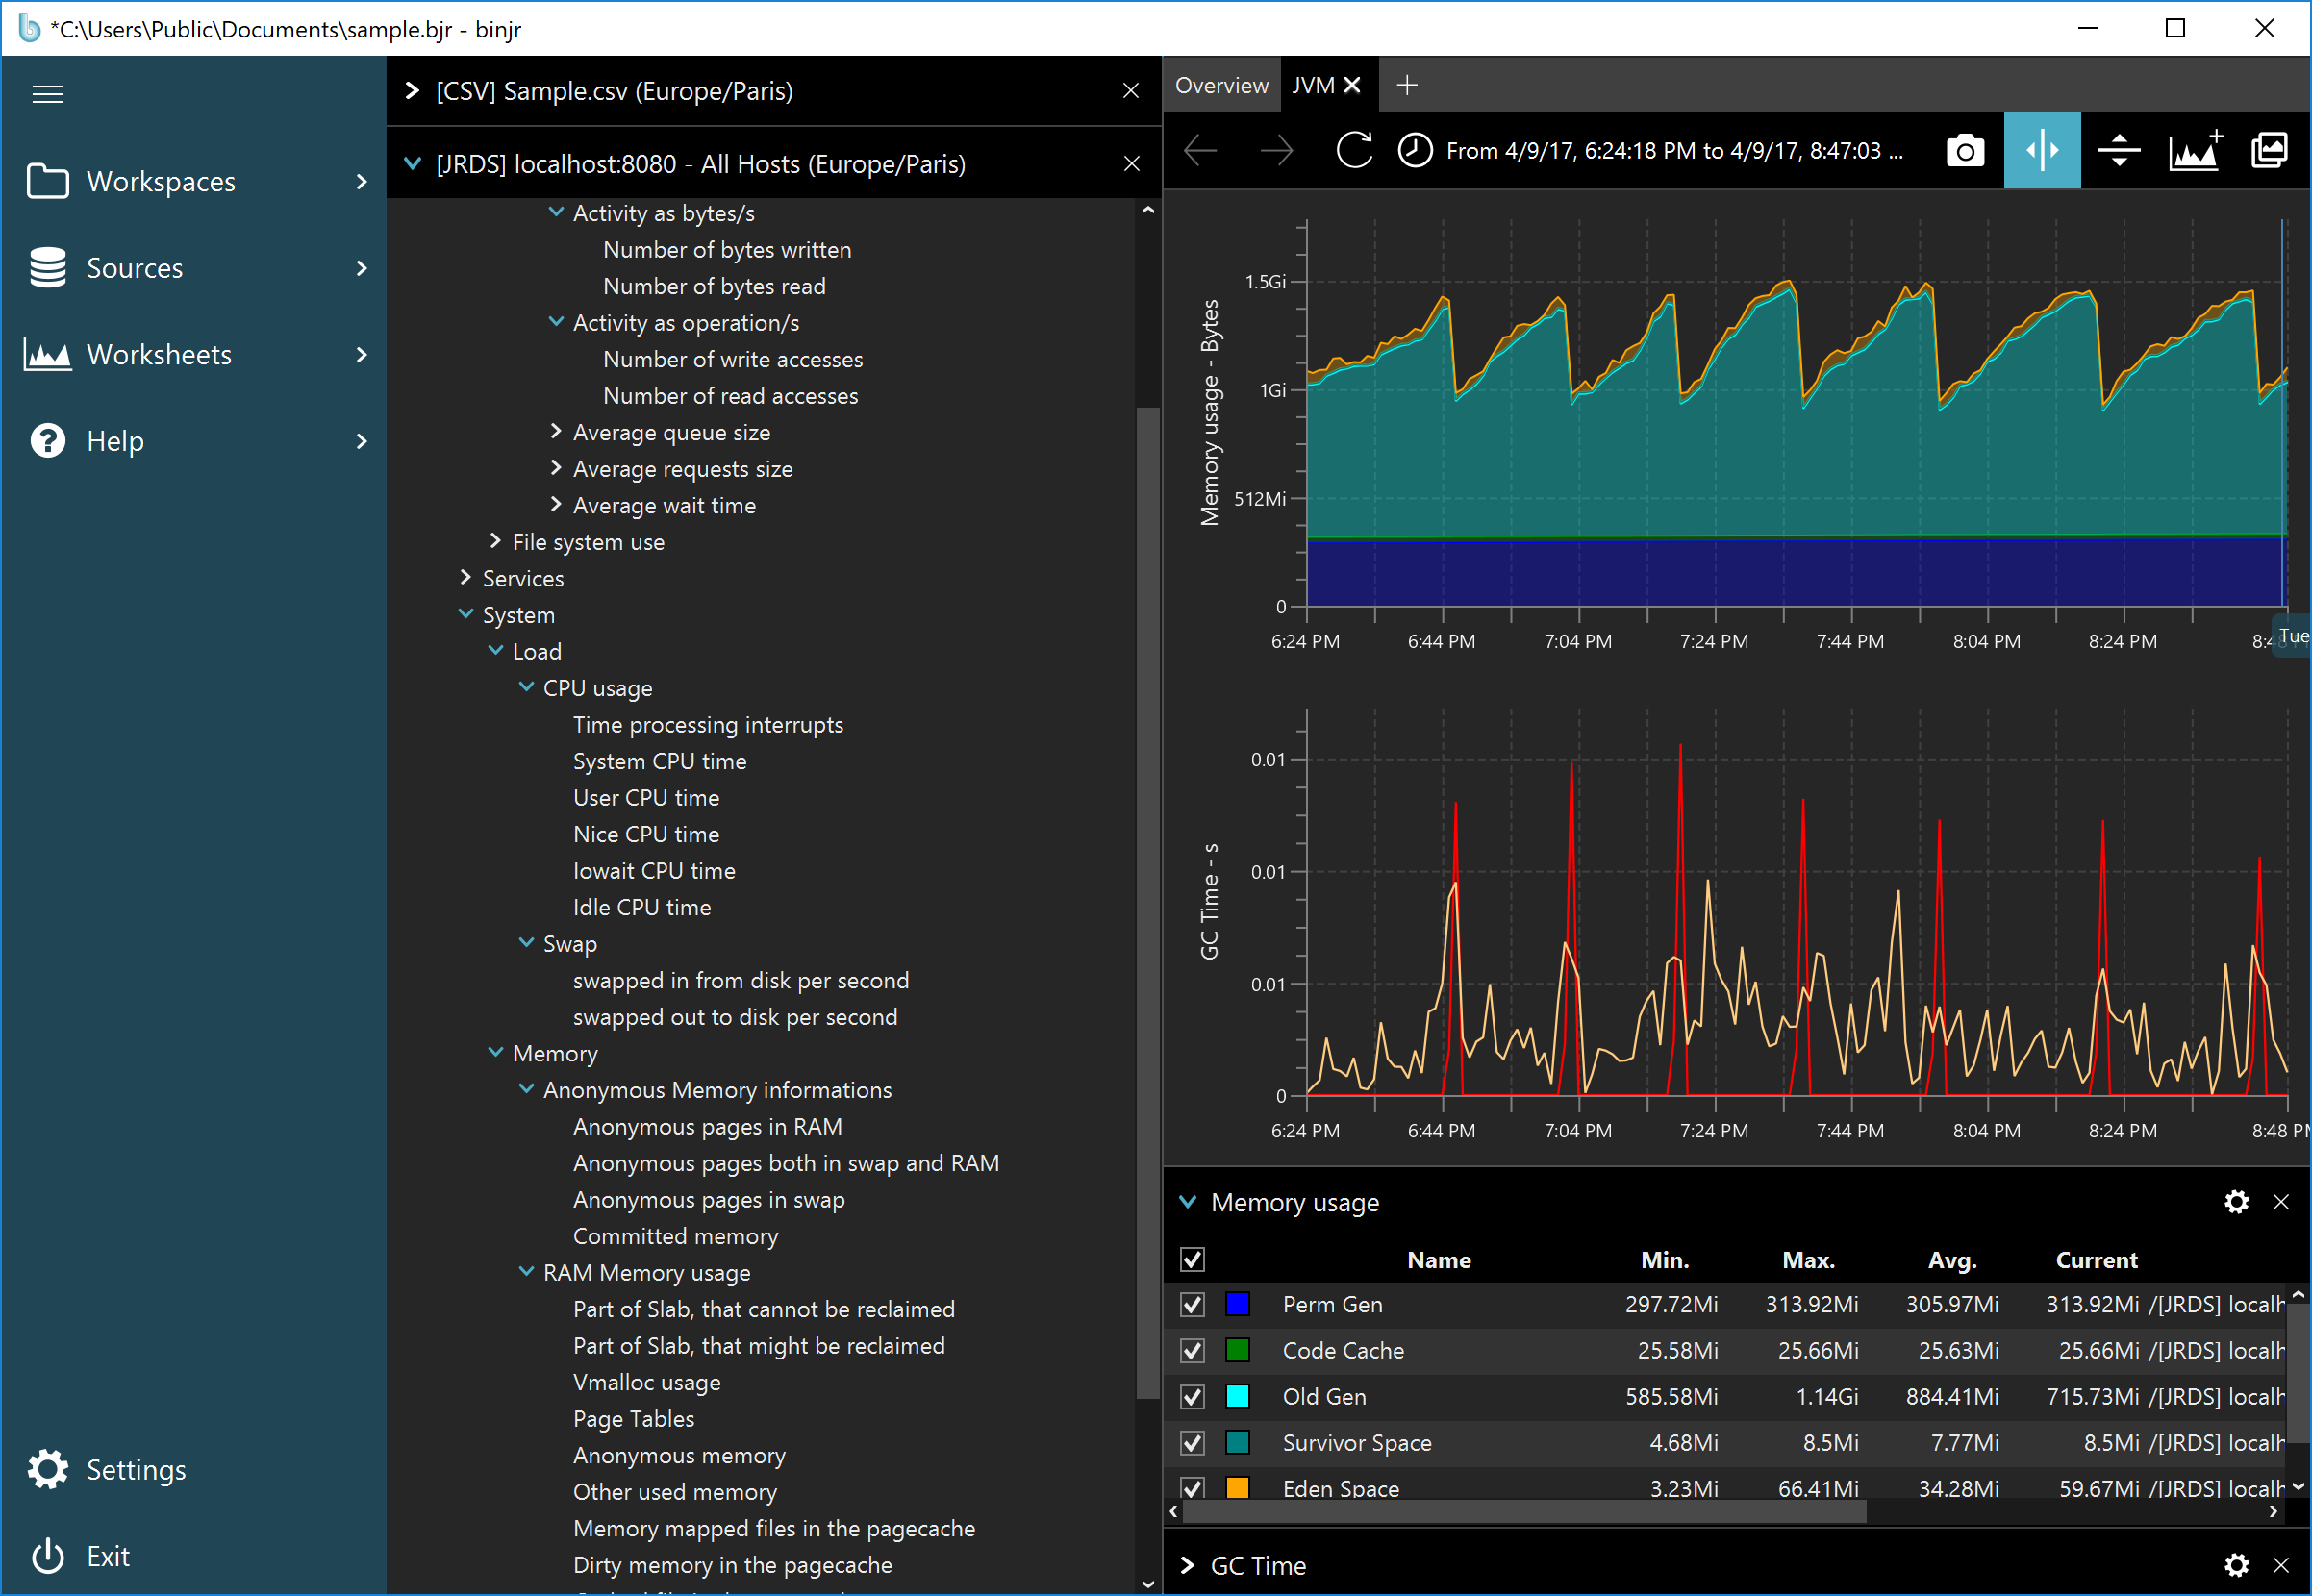 *C:\Users\Public\Documents\sample.bjr - binjr
Workspaces
Sources
Worksheets
Help
Settings
Exit
[CSV] Sample.csv (Europe/Paris)
[JRDS] localhost:8080 - All Hosts (Europe/Paris)
Activity as bytes/s
Number of bytes written
Number of bytes read
Activity as operation/s
Number of write accesses
Number of read accesses
Average queue size
Average requests size
Average wait time
File system use
Services
System
Load
CPU usage
Time processing interrupts
System CPU time
User CPU time
Nice CPU time
Iowait CPU time
Idle CPU time
Swap
swapped in from disk per second
swapped out to disk per second
Memory
Anonymous Memory informations
Anonymous pages in RAM
Anonymous pages both in swap and RAM
Anonymous pages in swap
Committed memory
RAM Memory usage
Part of Slab, that cannot be reclaimed
Part of Slab, that might be reclaimed
Vmalloc usage
Page Tables
Anonymous memory
Other used memory
Memory mapped files in the pagecache
Dirty memory in the pagecache
Overview JVM
From 4/9/17, 6:24:18 PM to 4/9/17, 8:47:03 ...
Memory usage - Bytes
1.5Gi
1Gi
512Mi
0
6:24 PM 6:44 PM 7:04 PM 7:24 PM 7:44 PM 8:04 PM 8:24 PM
Tue
GC Time - s
0.01
0.01
0.01
0
6:24 PM 6:44 PM 7:04 PM 7:24 PM 7:44 PM 8:04 PM 8:24 PM 8:48 PM
Memory usage
Name Min. Max. Avg. Current
Perm Gen 297.72Mi 313.92Mi 305.97Mi 313.92Mi /[JRDS] localh
Code Cache 25.58Mi 25.66Mi 25.63Mi 25.66Mi /[JRDS] localh
Old Gen 585.58Mi 1.14Gi 884.41Mi 715.73Mi /[JRDS] localh
Survivor Space 4.68Mi 8.5Mi 7.77Mi 8.5Mi /[JRDS] localh
Eden Space 3.23Mi 66.41Mi 34.28Mi 59.67Mi /[JRDS] localh
GC Time